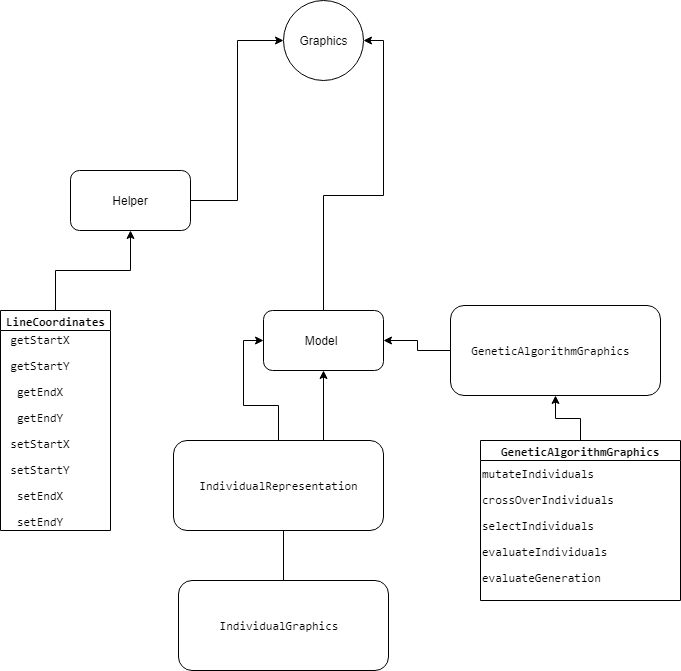 Graphics
Helper
LineCoordinates
getStartX
getStartY
getEndX
getEndY
setStartX
setStartY
setEndX
setEndY
Model
GeneticAlgorithmGraphics
IndividualRepresentation
GeneticAlgorithmGraphics
mutateIndividuals
crossOverIndividuals
selectIndividuals
evaluateIndividuals
evaluateGeneration
IndividualGraphics